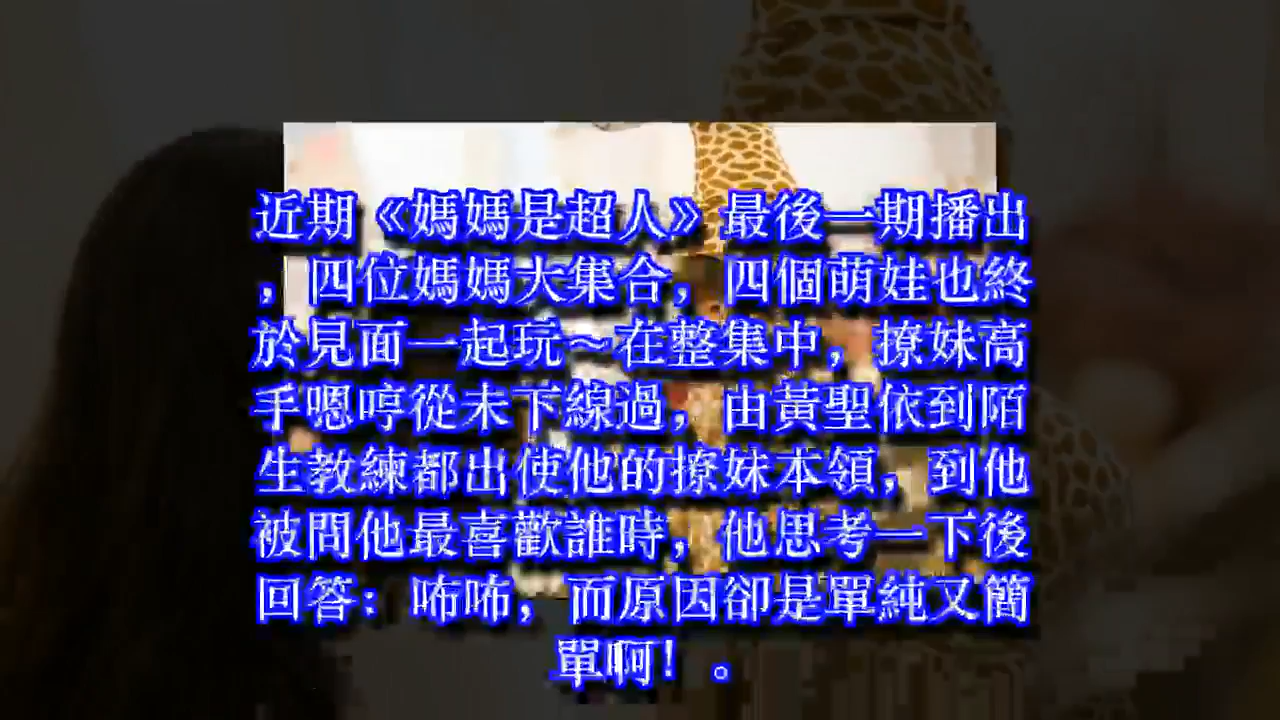 近期《媽媽是超人》最後一期播出
，四位媽媽大集合，四個萌娃也終
於見面一起玩～在整集中，撩妹高
手嗯哼從未下線過，由黃聖依到陌
生教練都出使他的撩妹本領，到他
被問他最喜歡誰時，他思考一下後
回答：咘咘，而原因卻是單純又簡
單啊！。